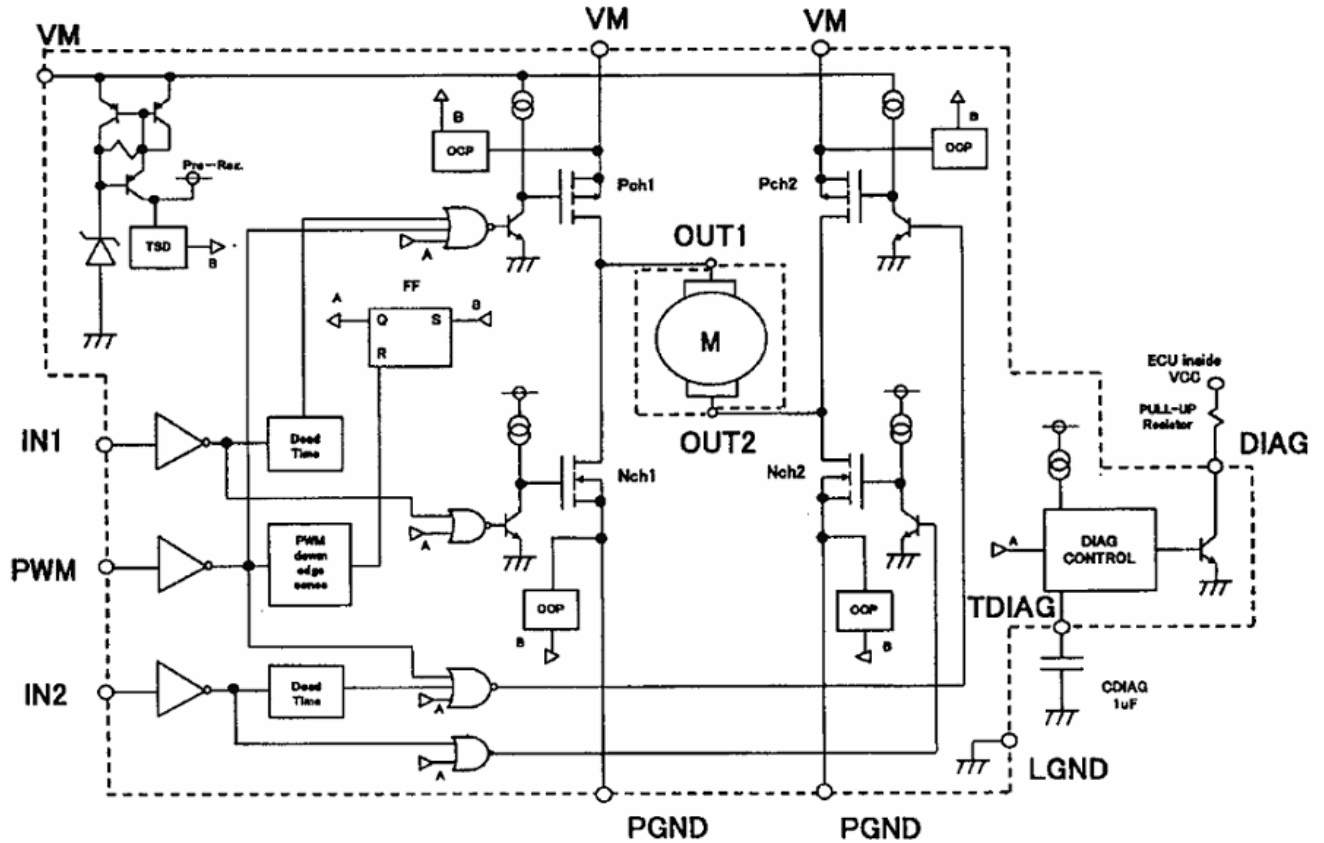 VM
VM
VM
B
OCP
B
OCP
Pre-Reg.
Pch1
Pch2
TSD
B
A
OUT1
FF
A
Q
S
B
R
M
ECU inside
VCC
PULL-UP
Resistor
IN1
Dead
Time
OUT2
DIAG
Nch1
Nch2
A
PWM
PWM
down
edge
sense
A
DIAG
CONTROL
OCP
OCP
TDIAG
B
B
IN2
Dead
Time
A
CDIAG
1uF
A
LGND
PGND
PGND